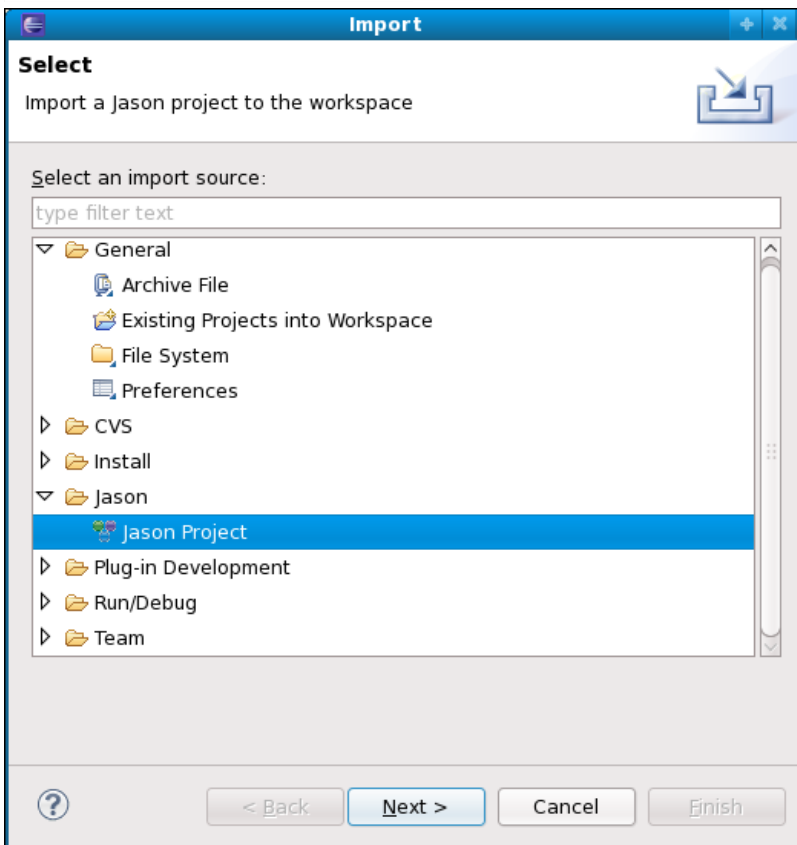 Import
Select
Import a Jason project to the workspace
Select an import source:
type filter text
General
Archive File
Existing Projects into Workspace
File System
Preferences
CVS
Install
Jason
Jason Project
Plug-in Development
Run/Debug
Team
? < Back Next > Cancel Finish